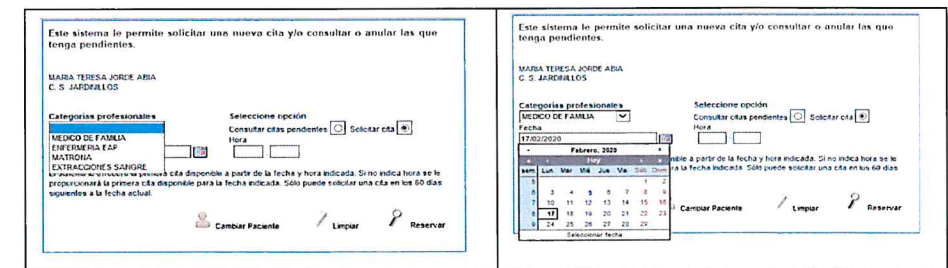 Este sistema le permite solicitar una nueva cita y/o consultar o anular las que
tenga pendientes.
MARIA TERESA JORDE ABIA
C. S. JARDINILLOS
Categorias profesionales
Seleccione opción
Consultar citas pendientes Solicitar cita
MEDICO DE FAMILIA
ENFERMERIA EAP
MATRONA
EXTRACCIONES SANGRE
Hora
primera cita disponible a partir de la fecha y hora indicada. Si no indica hora se le
proporcionará la primera cita disponible para la fecha indicada. Sólo puede solicitar una cita en los 60 días
siguientes a la fecha actual.
Cambiar Paciente Limpiar Reservar
Este sistema le permite solicitar una nueva cita y/o consultar o anular las que
tenga pendientes.
MARIA TERESA JORDE ABIA
C. S. JARDINILLOS
Categorias profesionales
Seleccione opción
MEDICO DE FAMILIA
Consultar citas pendientes Solicitar cita
Fecha
Hora
17/02/2020
Febrero, 2020
Hoy
sem Lun Mar Mié Jue Vie Sáb Dom
5 1 2
6 3 4 5 6 7 8 9
7 10 11 12 13 14 15 16
8 17 18 19 20 21 22 23
9 24 25 26 27 28 29
Seleccionar fecha
nible a partir de la fecha y hora indicada. Si no indica hora se le
ra la fecha indicada. Sólo puede solicitar una cita en los 60 días
Cambiar Paciente Limpiar Reservar